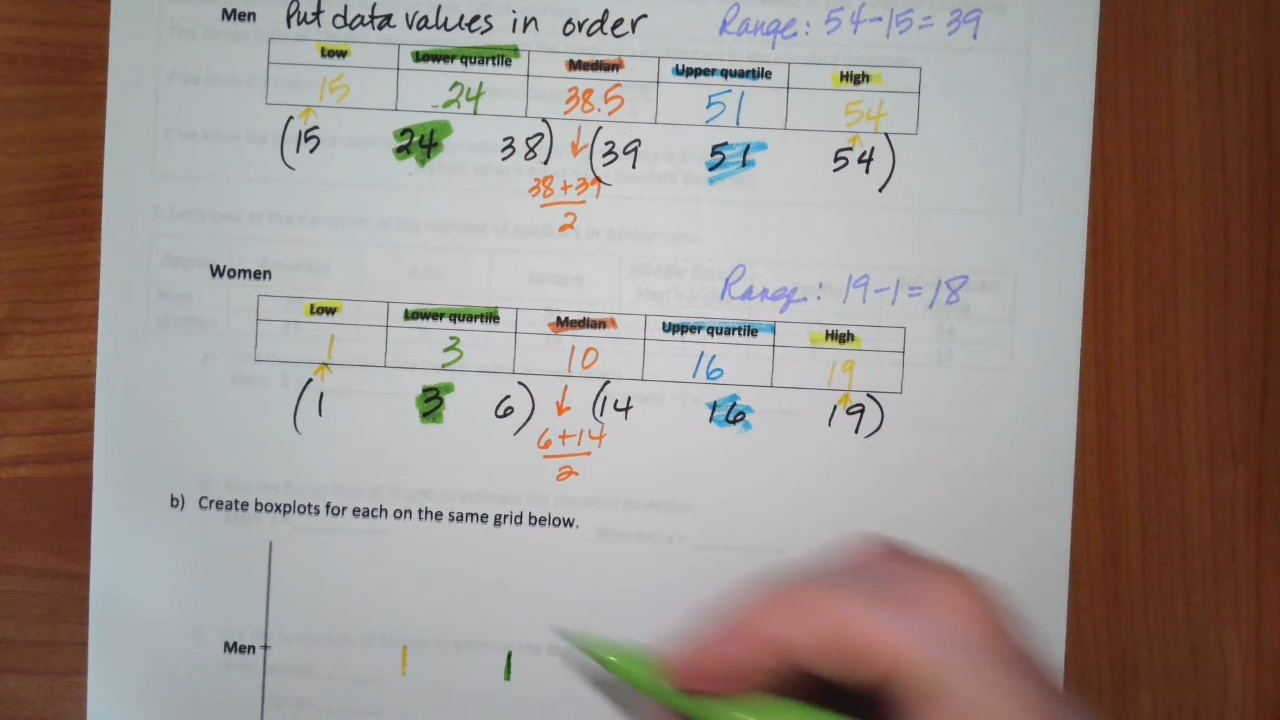 Men Put data values in order Range: 54-15=39
Low Lower quartile Median Upper quartile High
15 24 38.5 51 54
(15 24 38) ↓ (39 51 54)
38+39
2
Women Range: 19-1=18
Low Lower quartile Median Upper quartile High
1 3 10 16 19
(1 3 6) ↓ (14 16 19)
6+14
2
b) Create boxplots for each on the same grid below.
Men